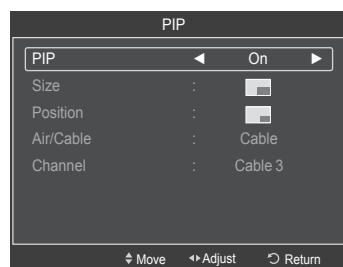 PIP
PIP ◄ On ►
Size :
Position :
Air/Cable : Cable
Channel : Cable 3
Move Adjust Return